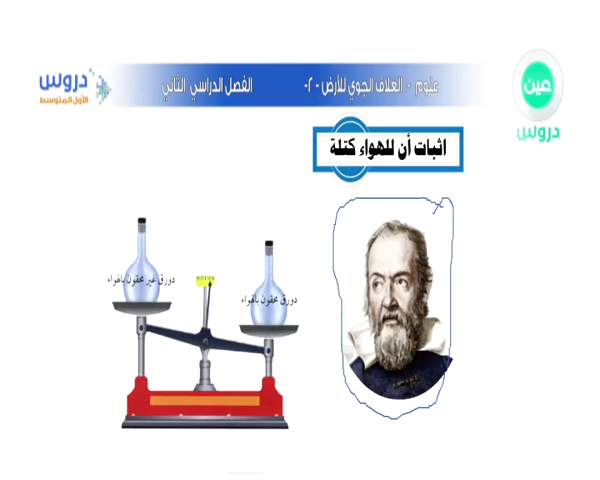 دروس
الأول المتوسط
علوم - الغلاف الجوي للأرض - ٢-
الفصل الدراسي الثاني
عين
دروس
اثبات أن للهواء كتلة
دورق غير محقون بالهواء
دورق محقون بالهواء